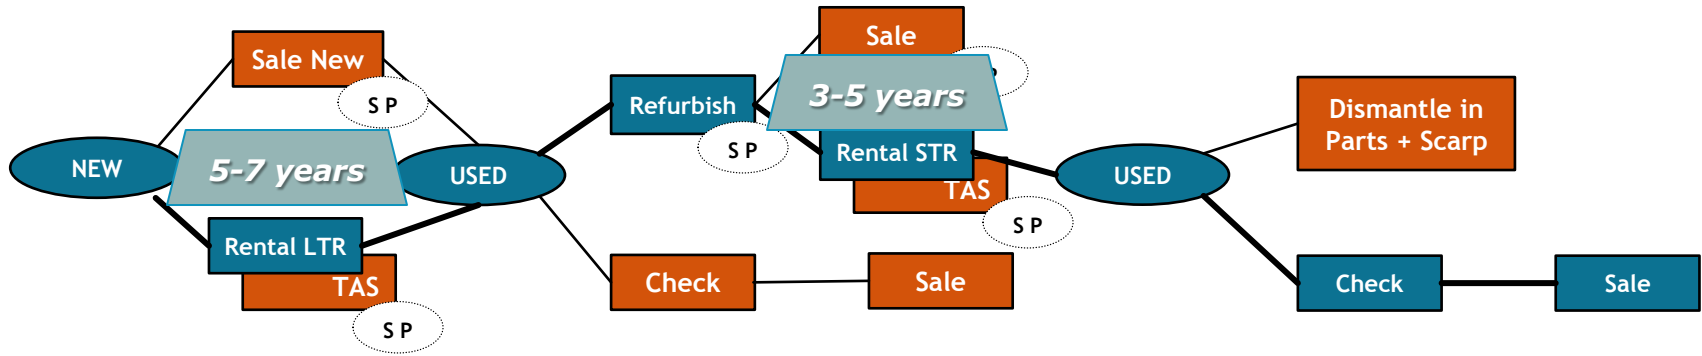 Sale New
S P
NEW
5-7 years
USED
Rental LTR
TAS
S P
Refurbish
S P
Sale
3-5 years
Rental STR
TAS
S P
Check
Sale
USED
Dismantle in
Parts + Scarp
Check
Sale